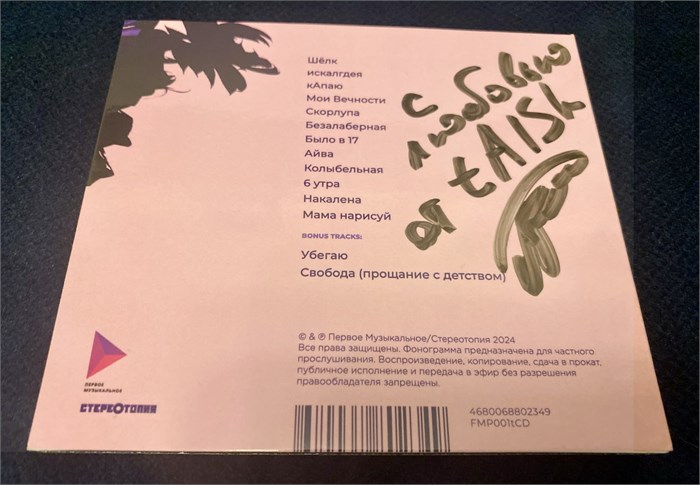 Шёлк
искалгдея
кАпаю
Мои Вечности
Скорлупа
Безалаберная
Было в 17
Айва
Колыбельная
6 утра
Накалена
Мама нарисуй
BONUS TRACKS:
Убегаю
Свобода (прощание с детством)
с
любовью
от tAISh
© & ℗ Первое Музыкальное/Стереотопия 2024
Все права защищены. Фонограмма предназначена для частного
прослушивания. Воспроизведение, копирование, сдача в прокат,
публичное исполнение и передача в эфир без разрешения
правообладателя запрещены.
ПЕРВОЕ
МУЗЫКАЛЬНОЕ
СТЕРЕОТОПИЯ
4680068802349
FMP001tCD